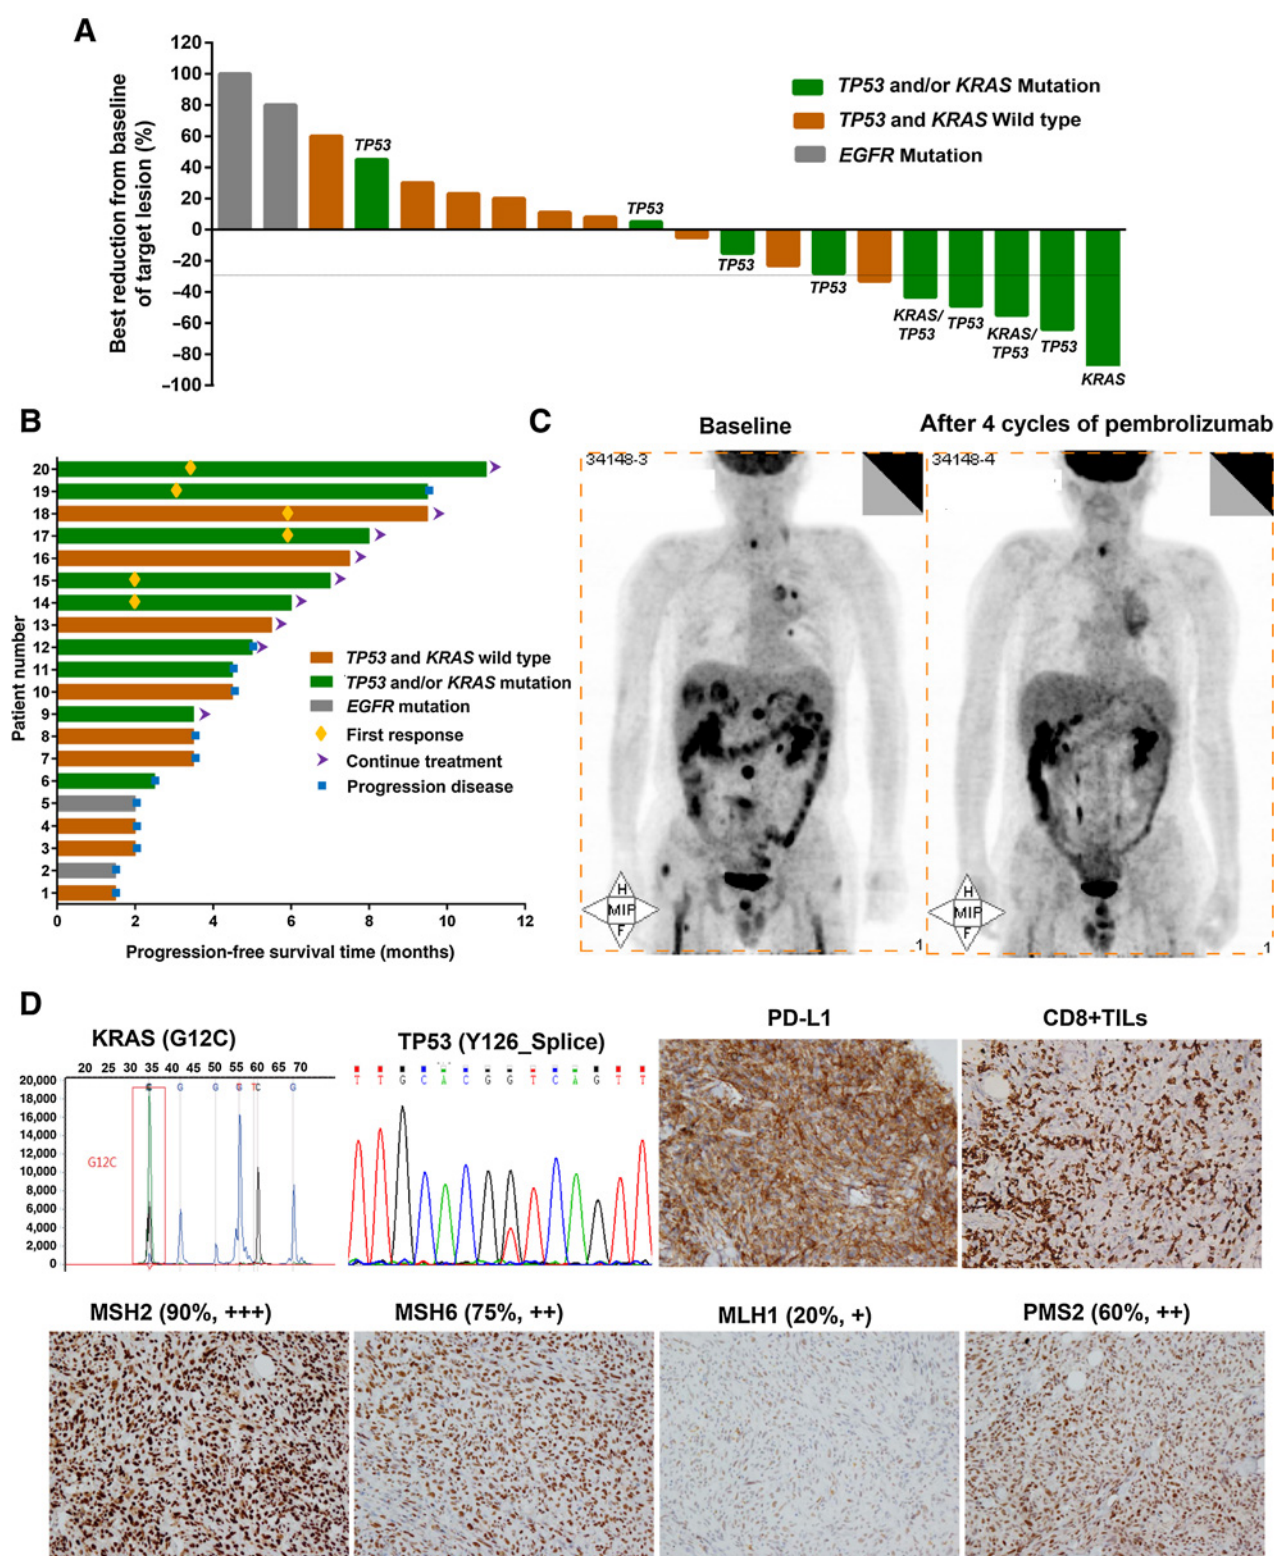 A
Best reduction from baseline
of target lesion (%)
120
100
80
60
40
20
0
–20
–40
–60
–80
–100
TP53
TP53
TP53
TP53
KRAS/
TP53
TP53
KRAS/
TP53
TP53
KRAS
TP53 and/or KRAS Mutation
TP53 and KRAS Wild type
EGFR Mutation
B
Patient number
20
19
18
17
16
15
14
13
12
11
10
9
8
7
6
5
4
3
2
1
0 2 4 6 8 10 12
Progression-free survival time (months)
TP53 and KRAS wild type
TP53 and/or KRAS mutation
EGFR mutation
First response
Continue treatment
Progression disease
C
Baseline
After 4 cycles of pembrolizumab
34148-3
H
MIP
F
1
34148-4
H
MIP
F
1
D
KRAS (G12C)
20 25 30 35 40 45 50 55 60 65 70
20,000
18,000
16,000
14,000
12,000
10,000
8,000
6,000
4,000
2,000
0
G12C
G G G G T C G
TP53 (Y126_Splice)
T T G C A C G G T C A G T T
PD-L1
CD8+TILs
MSH2 (90%, +++)
MSH6 (75%, ++)
MLH1 (20%, +)
PMS2 (60%, ++)